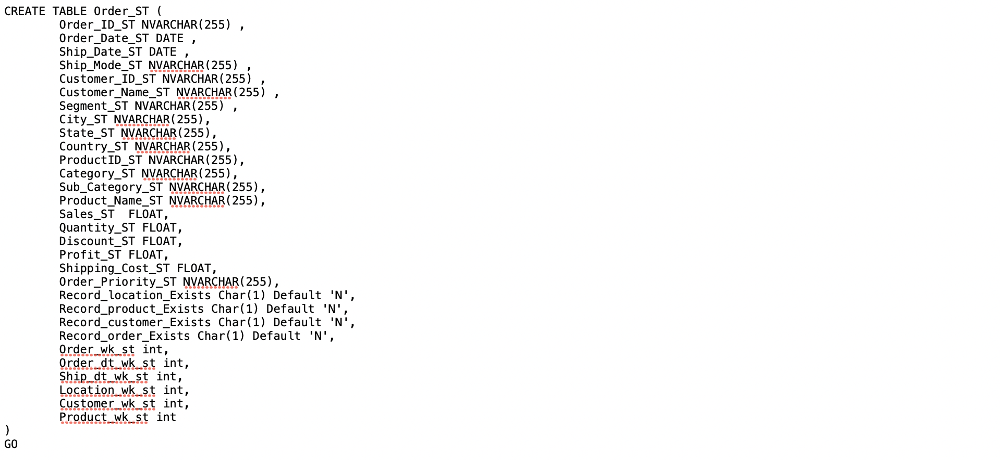 CREATE TABLE Order_ST (
Order_ID_ST NVARCHAR(255) ,
Order_Date_ST DATE ,
Ship_Date_ST DATE ,
Ship_Mode_ST NVARCHAR(255) ,
Customer_ID_ST NVARCHAR(255) ,
Customer_Name_ST NVARCHAR(255) ,
Segment_ST NVARCHAR(255) ,
City_ST NVARCHAR(255),
State_ST NVARCHAR(255),
Country_ST NVARCHAR(255),
ProductID_ST NVARCHAR(255),
Category_ST NVARCHAR(255),
Sub_Category_ST NVARCHAR(255),
Product_Name_ST NVARCHAR(255),
Sales_ST  FLOAT,
Quantity_ST FLOAT,
Discount_ST FLOAT,
Profit_ST FLOAT,
Shipping_Cost_ST FLOAT,
Order_Priority_ST NVARCHAR(255),
Record_location_Exists Char(1) Default 'N',
Record_product_Exists Char(1) Default 'N',
Record_customer_Exists Char(1) Default 'N',
Record_order_Exists Char(1) Default 'N',
Order_wk_st int,
Order_dt_wk_st int,
Ship_dt_wk_st int,
Location_wk_st int,
Customer_wk_st int,
Product_wk_st int
)
GO